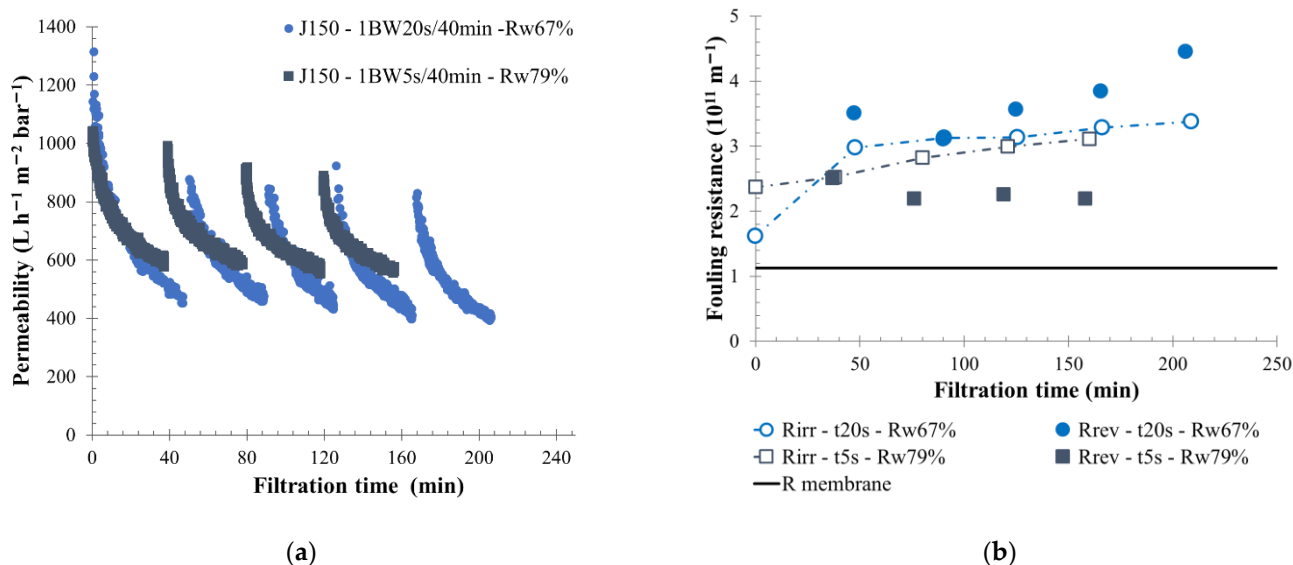 J150 - 1BW20s/40min -Rw67%
J150 - 1BW5s/40min - Rw79%
Permeability (L h⁻¹ m⁻² bar⁻¹)
1400
1200
1000
800
600
400
200
0
0 40 80 120 160 200 240
Filtration time (min)
(a)
Fouling resistance (10¹¹ m⁻¹)
5
4
3
2
1
0
0 50 100 150 200 250
Filtration time (min)
Rirr - t20s - Rw67%
Rrev - t20s - Rw67%
Rirr - t5s - Rw79%
Rrev - t5s - Rw79%
R membrane
(b)